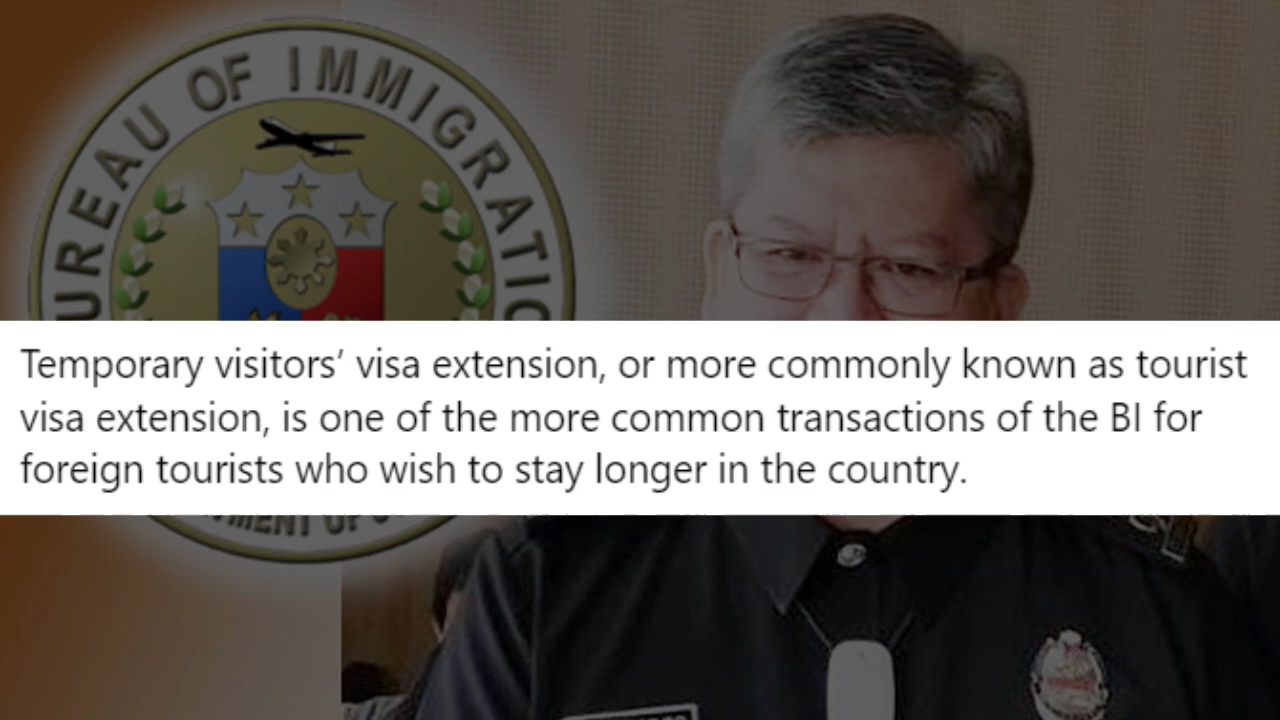 BUREAU OF IMMIGRATIO
Temporary visitors’ visa extension, or more commonly known as tourist
visa extension, is one of the more common transactions of the BI for
foreign tourists who wish to stay longer in the country.